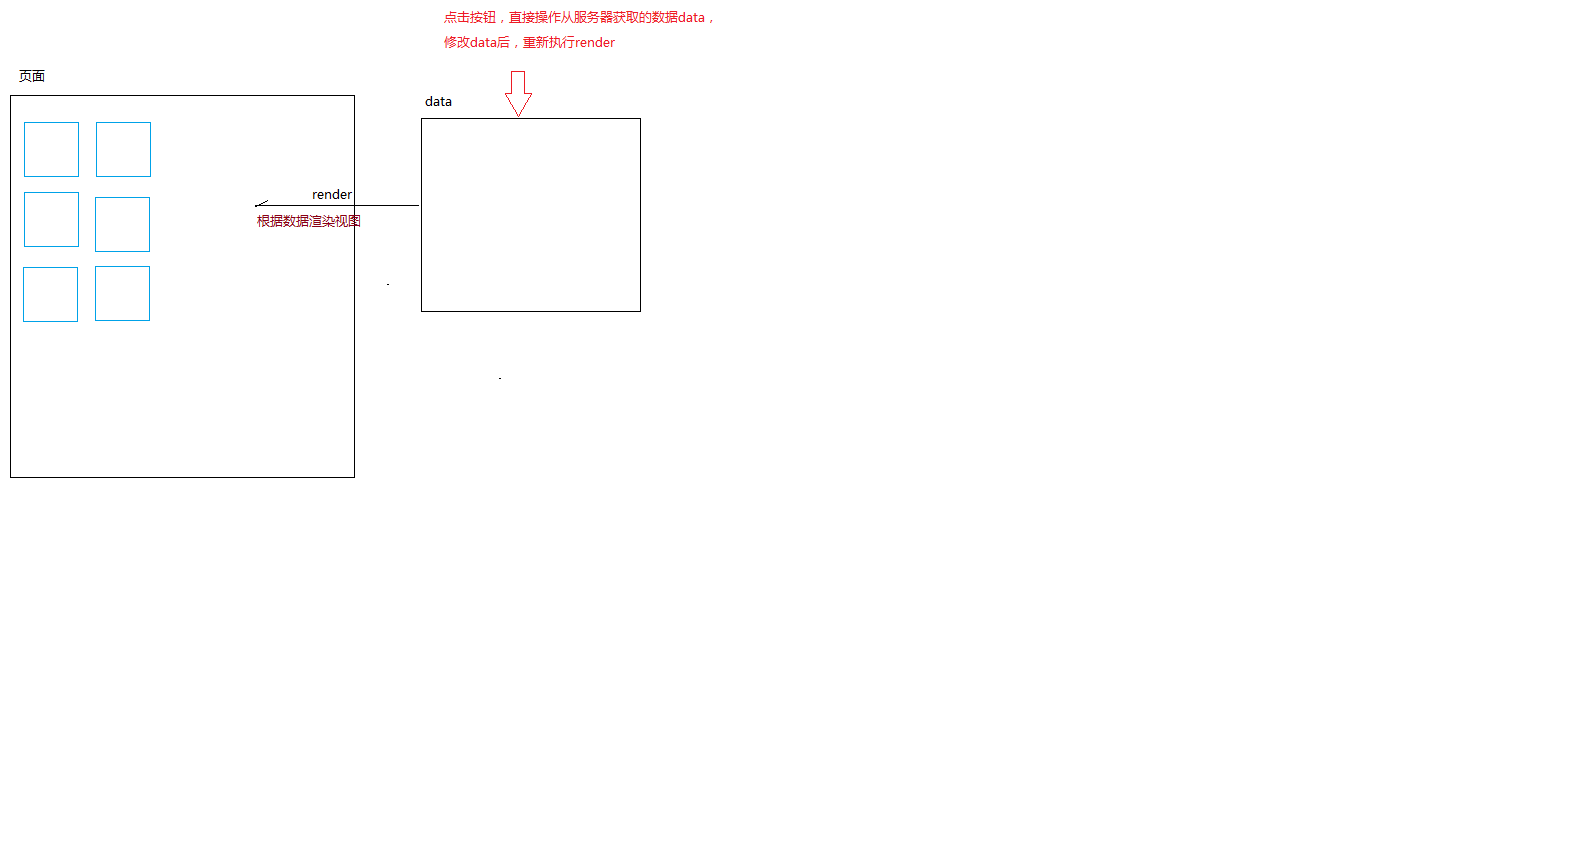 点击按钮，直接操作从服务器获取的数据data，
修改data后，重新执行render
页面
data
render
根据数据渲染视图